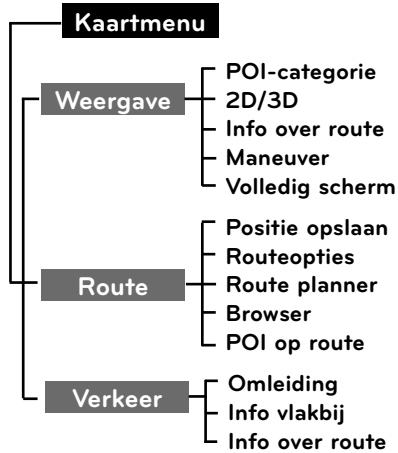 Kaartmenu
Weergave
POI-categorie
2D/3D
Info over route
Maneuver
Volledig scherm
Route
Positie opslaan
Routeopties
Route planner
Browser
POI op route
Verkeer
Omleiding
Info vlakbij
Info over route